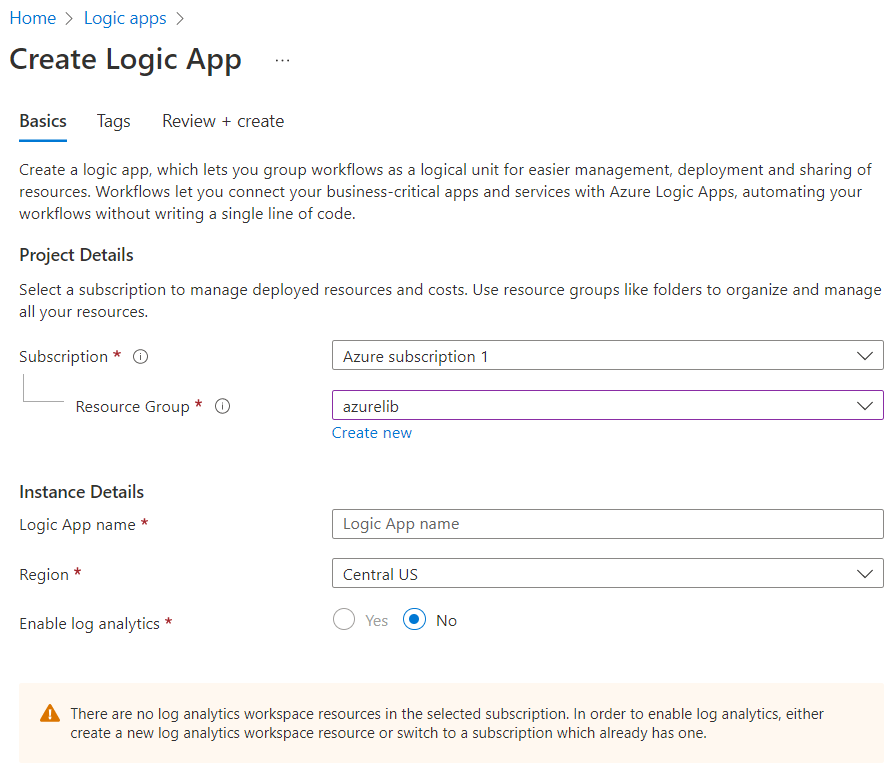 Home > Logic apps >
Create Logic App ...
Basics Tags Review + create
Create a logic app, which lets you group workflows as a logical unit for easier management, deployment and sharing of
resources. Workflows let you connect your business-critical apps and services with Azure Logic Apps, automating your
workflows without writing a single line of code.
Project Details
Select a subscription to manage deployed resources and costs. Use resource groups like folders to organize and manage
all your resources.
Subscription * Azure subscription 1
Resource Group * azurelib
Create new
Instance Details
Logic App name * Logic App name
Region * Central US
Enable log analytics * Yes No
There are no log analytics workspace resources in the selected subscription. In order to enable log analytics, either
create a new log analytics workspace resource or switch to a subscription which already has one.